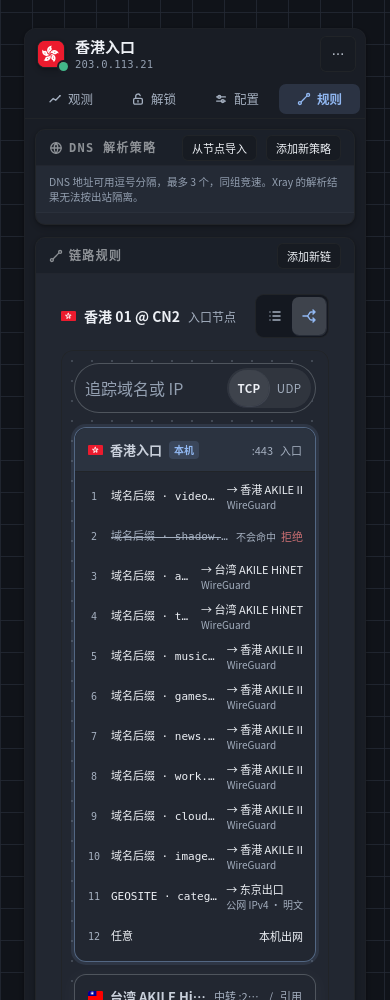 香港入口
203.0.113.21
...
观测 解锁 配置 规则
DNS 解析策略 从节点导入 添加新策略
DNS 地址可用逗号分隔，最多 3 个，同组竞速。Xray 的解析结
果无法按出站隔离。
链路规则 添加新链
香港 01 @ CN2 入口节点
追踪域名或 IP TCP UDP
香港入口 本机 :443 入口
1 域名后缀 · video… → 香港 AKILE II
WireGuard
2 域名后缀 · shadow.… 不会命中 拒绝
3 域名后缀 · a… → 台湾 AKILE HiNET
WireGuard
4 域名后缀 · t… → 台湾 AKILE HiNET
WireGuard
5 域名后缀 · music… → 香港 AKILE II
WireGuard
6 域名后缀 · games… → 香港 AKILE II
WireGuard
7 域名后缀 · news.… → 香港 AKILE II
WireGuard
8 域名后缀 · work.… → 香港 AKILE II
WireGuard
9 域名后缀 · cloud… → 香港 AKILE II
WireGuard
10 域名后缀 · image… → 香港 AKILE II
WireGuard
11 GEOSITE · categ… → 东京出口
公网 IPv4 · 明文
12 任意 本机出网
台湾 AKILE Hi… 中转 :2… / 引用